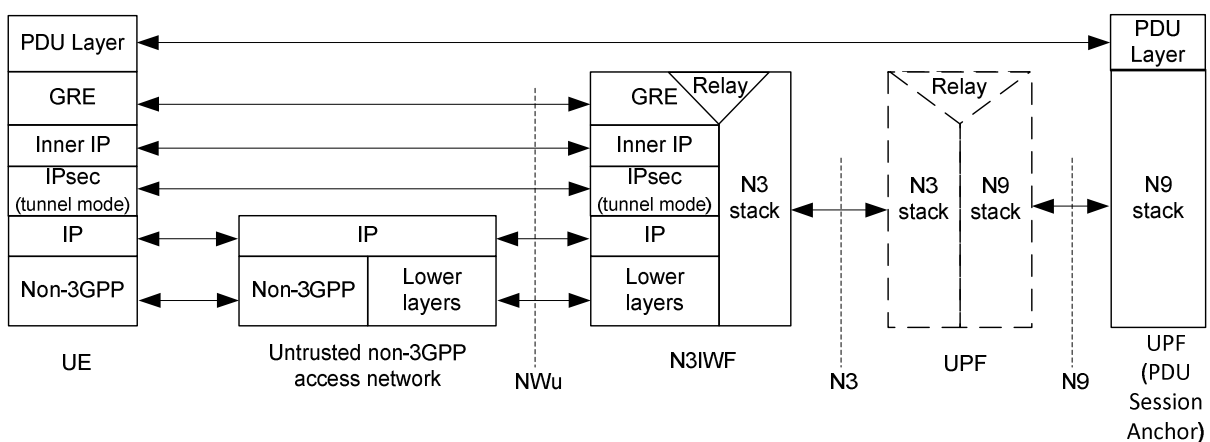 PDU Layer
GRE
Inner IP
IPsec
(tunnel mode)
IP
Non-3GPP
UE
IP
Non-3GPP
Lower
layers
Untrusted non-3GPP
access network
NWu
GRE
Relay
Inner IP
IPsec
(tunnel mode)
IP
Lower
layers
N3
stack
N3IWF
N3
Relay
N3
stack
N9
stack
UPF
N9
PDU
Layer
N9
stack
UPF
(PDU
Session
Anchor)